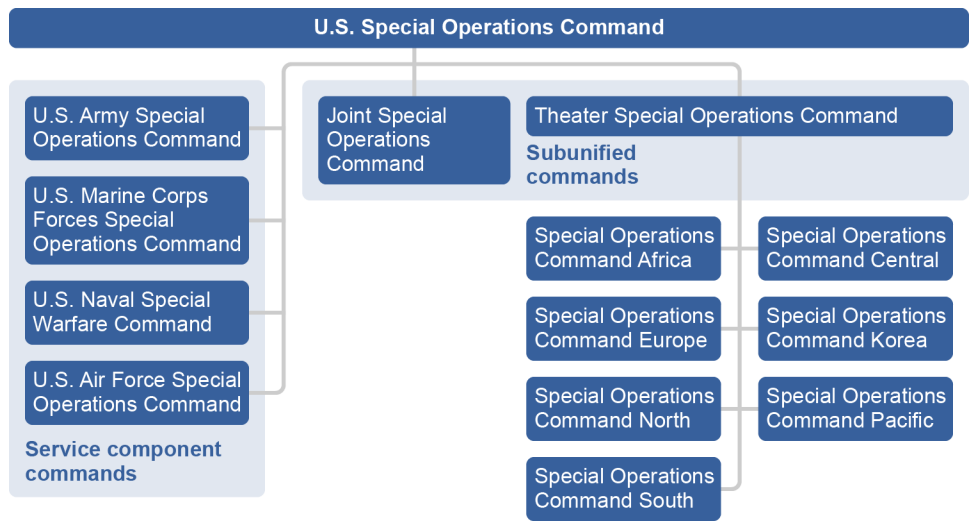 U.S. Special Operations Command
U.S. Army Special
Operations Command
U.S. Marine Corps
Forces Special
Operations Command
U.S. Naval Special
Warfare Command
U.S. Air Force Special
Operations Command
Service component
commands
Joint Special
Operations
Command
Theater Special Operations Command
Subunified
commands
Special Operations
Command Africa
Special Operations
Command Central
Special Operations
Command Europe
Special Operations
Command Korea
Special Operations
Command North
Special Operations
Command Pacific
Special Operations
Command South